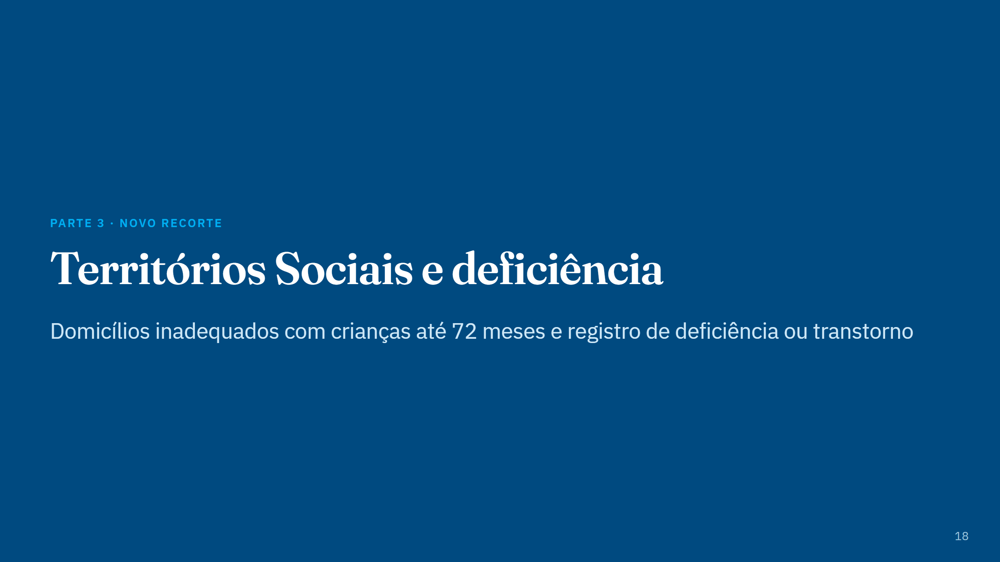 PARTE 3 · NOVO RECORTE
Territórios Sociais e deficiência
Domicílios inadequados com crianças até 72 meses e registro de deficiência ou transtorno
18